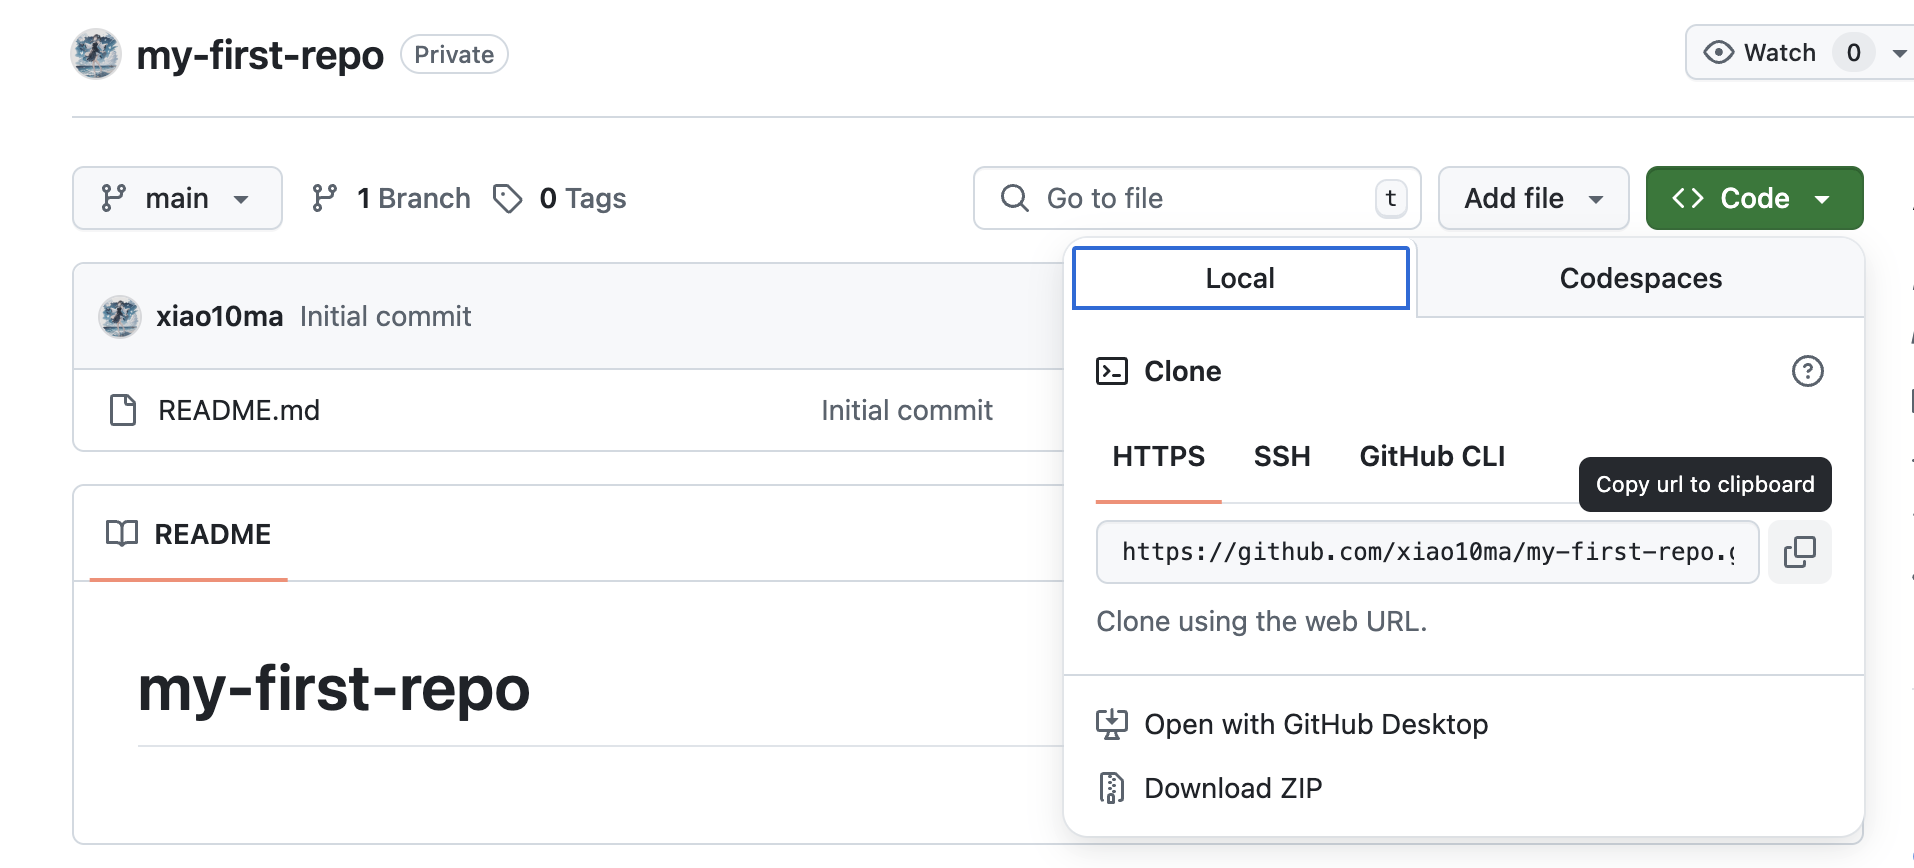 my-first-repo Private
Watch 0
main 1 Branch 0 Tags
Go to file t
Add file
Code
xiao10ma Initial commit
README.md Initial commit
README
my-first-repo
Local Codespaces
Clone
HTTPS SSH GitHub CLI
Copy url to clipboard
https://github.com/xiao10ma/my-first-repo.g
Clone using the web URL.
Open with GitHub Desktop
Download ZIP